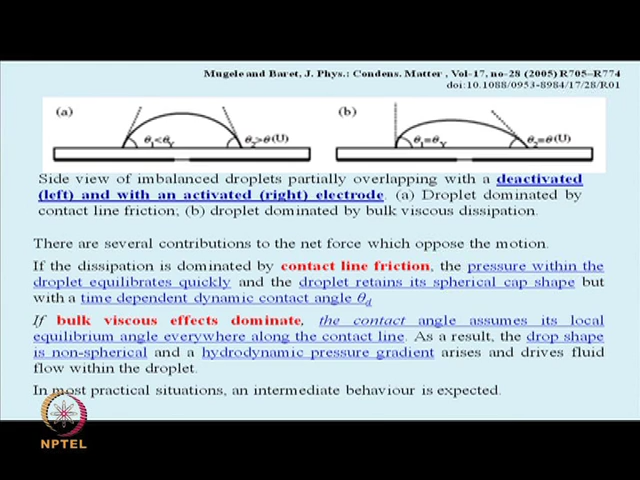 Mugele and Baret, J. Phys.: Condens. Matter , Vol-17, no-28 (2005) R705–R774
doi:10.1088/0953-8984/17/28/R01
(a)
θ₁<θY
θ₂>θ(U)
(b)
θ₁=θY
θ₂=θ(U)
Side view of imbalanced droplets partially overlapping with a deactivated
(left) and with an activated (right) electrode. (a) Droplet dominated by
contact line friction; (b) droplet dominated by bulk viscous dissipation.
There are several contributions to the net force which oppose the motion.
If the dissipation is dominated by contact line friction, the pressure within the
droplet equilibrates quickly and the droplet retains its spherical cap shape but
with a time dependent dynamic contact angle θd
If bulk viscous effects dominate, the contact angle assumes its local
equilibrium angle everywhere along the contact line. As a result, the drop shape
is non-spherical and a hydrodynamic pressure gradient arises and drives fluid
flow within the droplet.
In most practical situations, an intermediate behaviour is expected.
NPTEL